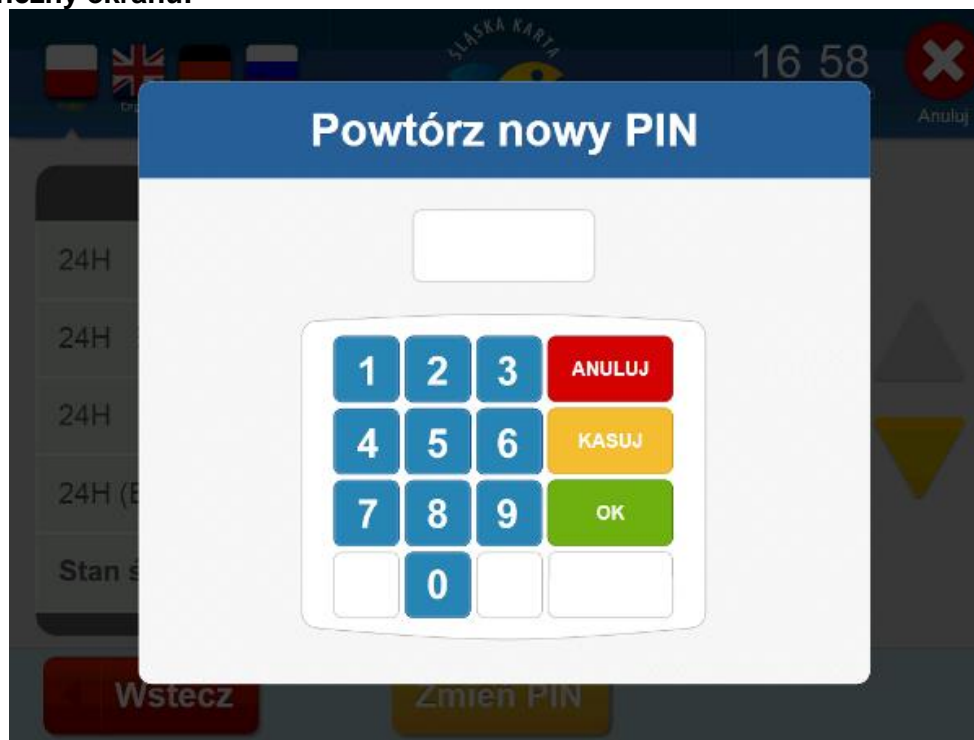 ŚLĄSKA KARTA
16 58
Anuluj
Powtórz nowy PIN
24H
24H
24H
24H
Stan
1 2 3 ANULUJ
4 5 6 KASUJ
7 8 9 OK
0
Wstecz
Zmień PIN